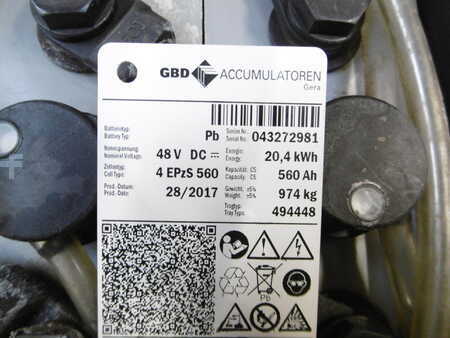 GBD ACCUMULATOREN
Gera
Batterietyp: Pb
Battery Type:
Serien Nr.: 043272981
Serial Nr.:
Nennspannung: 48 V DC
Nominal Voltage:
Energie: 20,4 kWh
Energy:
Zellentyp: 4 EPzS 560
Cell Type:
Kapazität: C5 560 Ah
Capacity: C5
Prod.-Datum: 28/2017
Prod.-Date:
Gewicht: ±5% 974 kg
Weight: ±5%
Trogtyp: 494448
Tray Type:
Pb